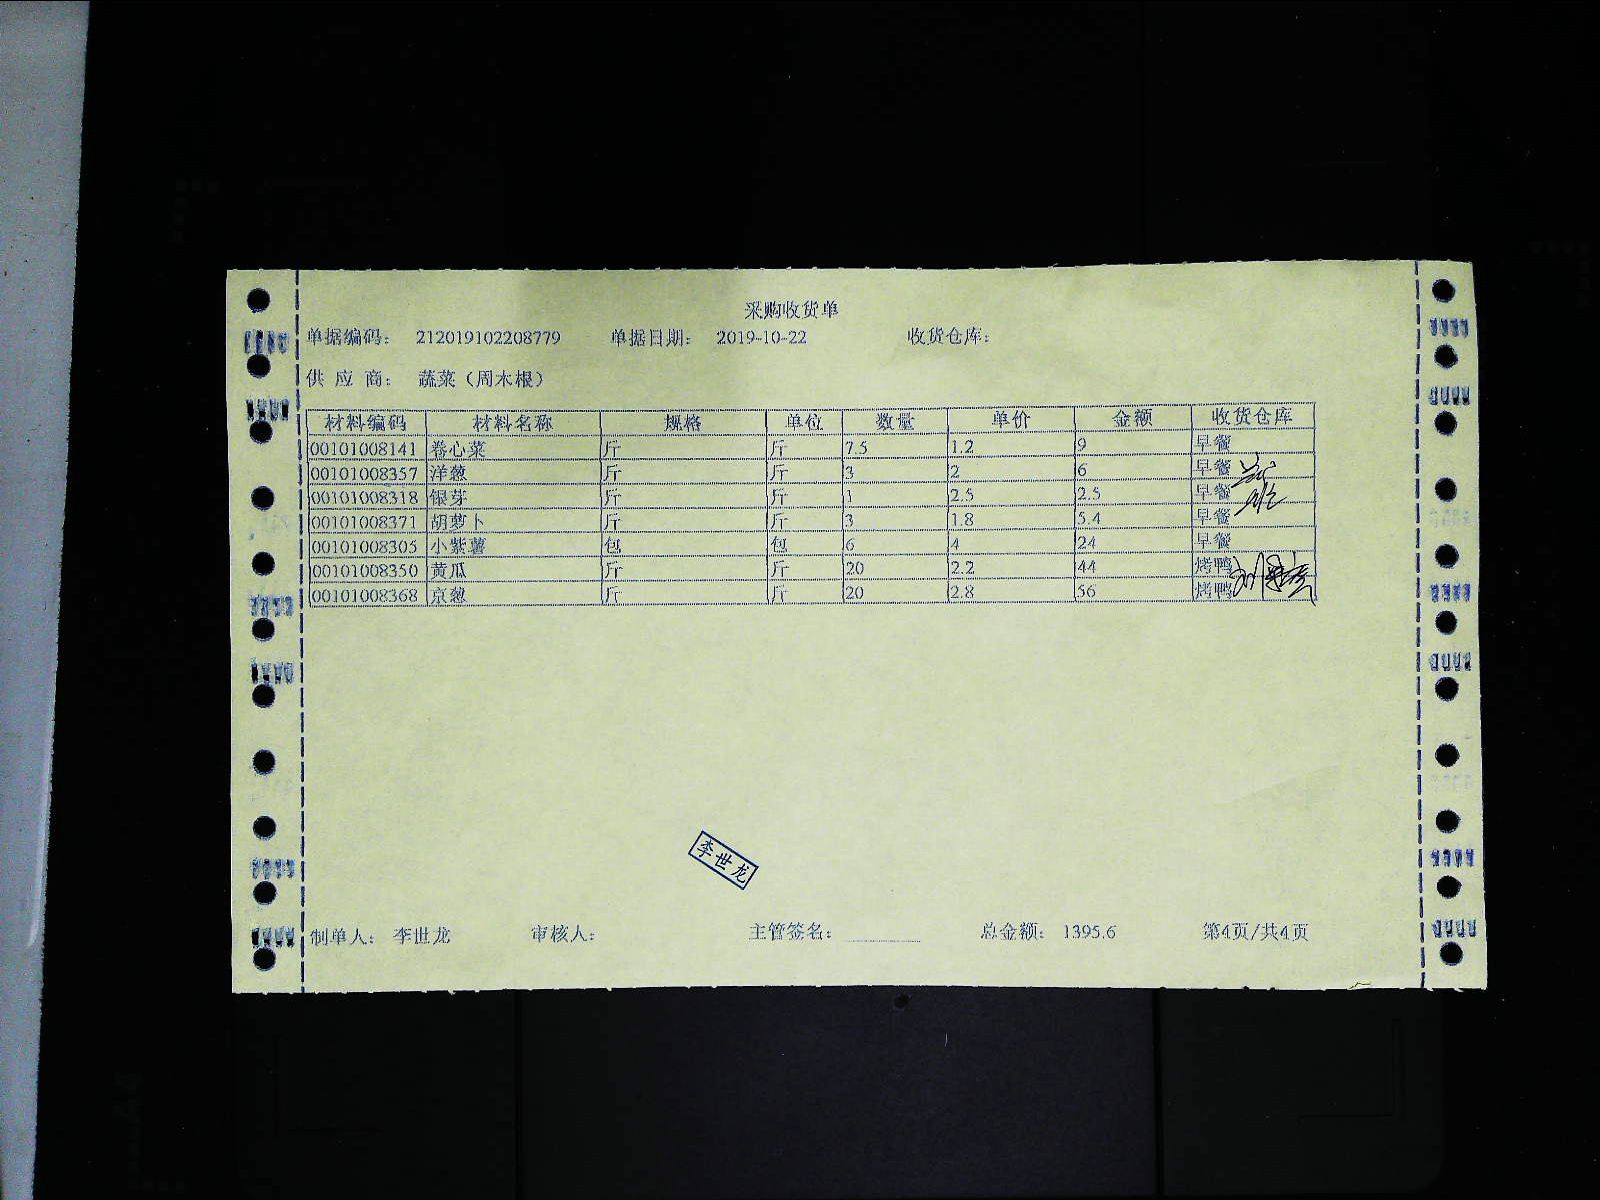 采购收货单
单据编码： 212019102208779 单据日期： 2019-10-22 收货仓库：
供 应 商： 蔬菜（周木根）
材料编码 材料名称 规格 单位 数量 单价 金额 收货仓库
00101008141 卷心菜 斤 斤 7.5 1.2 9 早餐
00101008357 洋葱 斤 斤 3 2 6 早餐
00101008318 银芽 斤 斤 1 2.5 2.5 早餐
00101008371 胡萝卜 斤 斤 3 1.8 5.4 早餐
00101008305 小紫薯 包 包 6 4 24 早餐
00101008350 黄瓜 斤 斤 20 2.2 44 烤鸭
00101008368 京葱 斤 斤 20 2.8 56 烤鸭
李世龙
制单人： 李世龙 审核人： 主管签名： 总金额： 1395.6 第4页/共4页